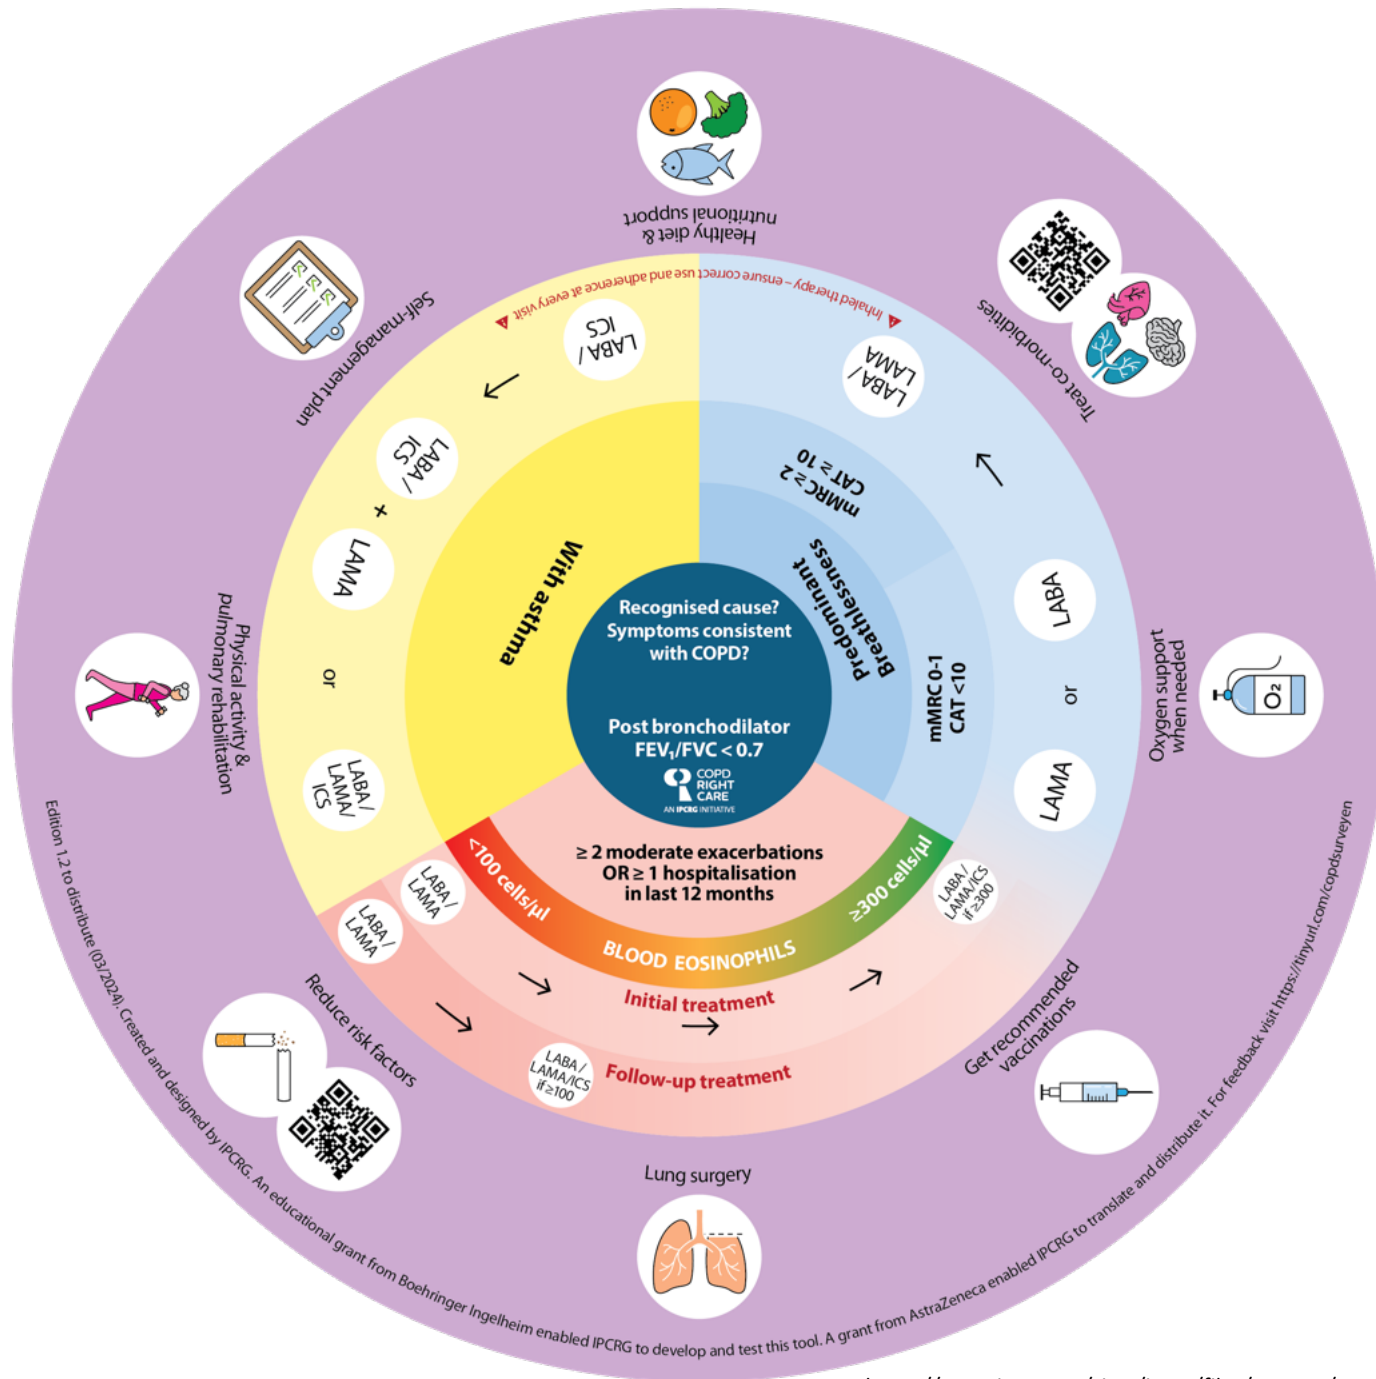 Healthy diet &
nutritional support
Treat co-morbidities
Oxygen support
when needed
Get recommended
vaccinations
Lung surgery
Reduce risk factors
Physical activity &
pulmonary rehabilitation
Self-management plan
Inhaled therapy – ensure correct use and adherence at every visit
LABA /
ICS
LABA /
ICS
+
LAMA
or
LABA /
LAMA/
ICS
With asthma
LABA /
LAMA
mMRC ≥ 2
CAT ≥ 10
Predominant
Breathlessness
mMRC 0-1
CAT <10
LABA
or
LAMA
O2
Recognised cause?
Symptoms consistent
with COPD?
Post bronchodilator
FEV₁/FVC < 0.7
COPD
RIGHT
CARE
AN IPCRG INITIATIVE
≥ 2 moderate exacerbations
OR ≥ 1 hospitalisation
in last 12 months
<100 cells/µl
BLOOD EOSINOPHILS
≥300 cells/µl
LABA /
LAMA
Initial treatment
LABA /
LAMA/ICS
if ≥300
LABA /
LAMA
LABA /
LAMA/ICS
if ≥100
Follow-up treatment
Edition 1.2 to distribute (03/2024). Created and designed by IPCRG. An educational grant from Boehringer Ingelheim enabled IPCRG to develop and test this tool. A grant from AstraZeneca enabled IPCRG to translate and distribute it. For feedback visit https://tinyurl.com/copdsurveyen